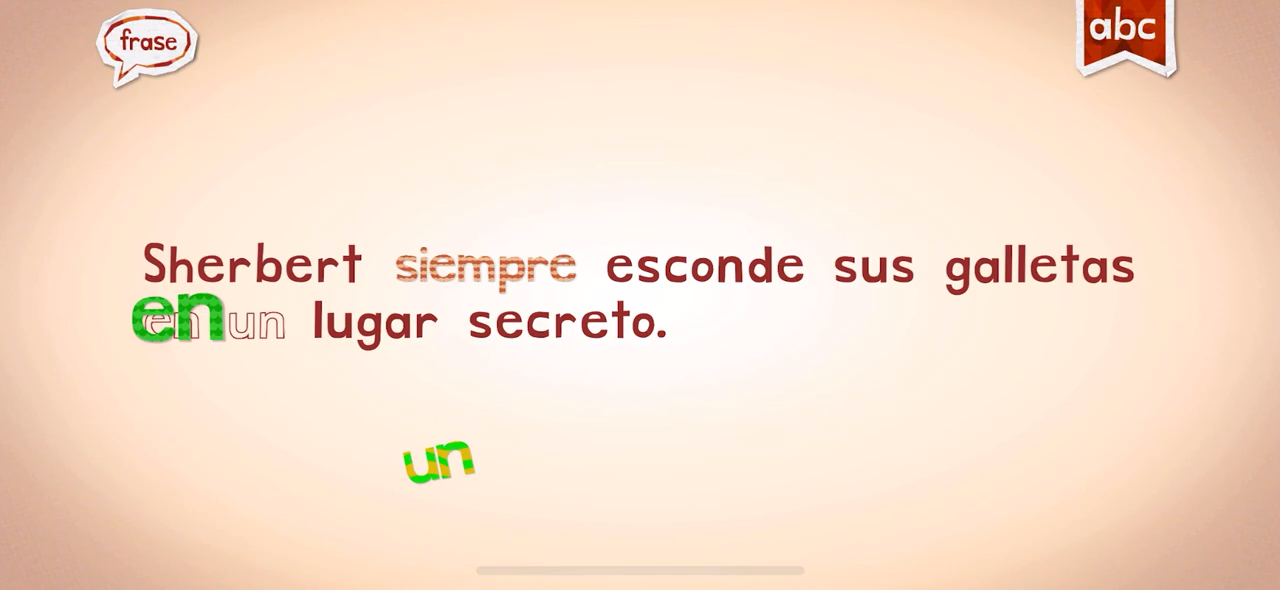 frase
abc
Sherbert siempre esconde sus galletas
en un lugar secreto.
un